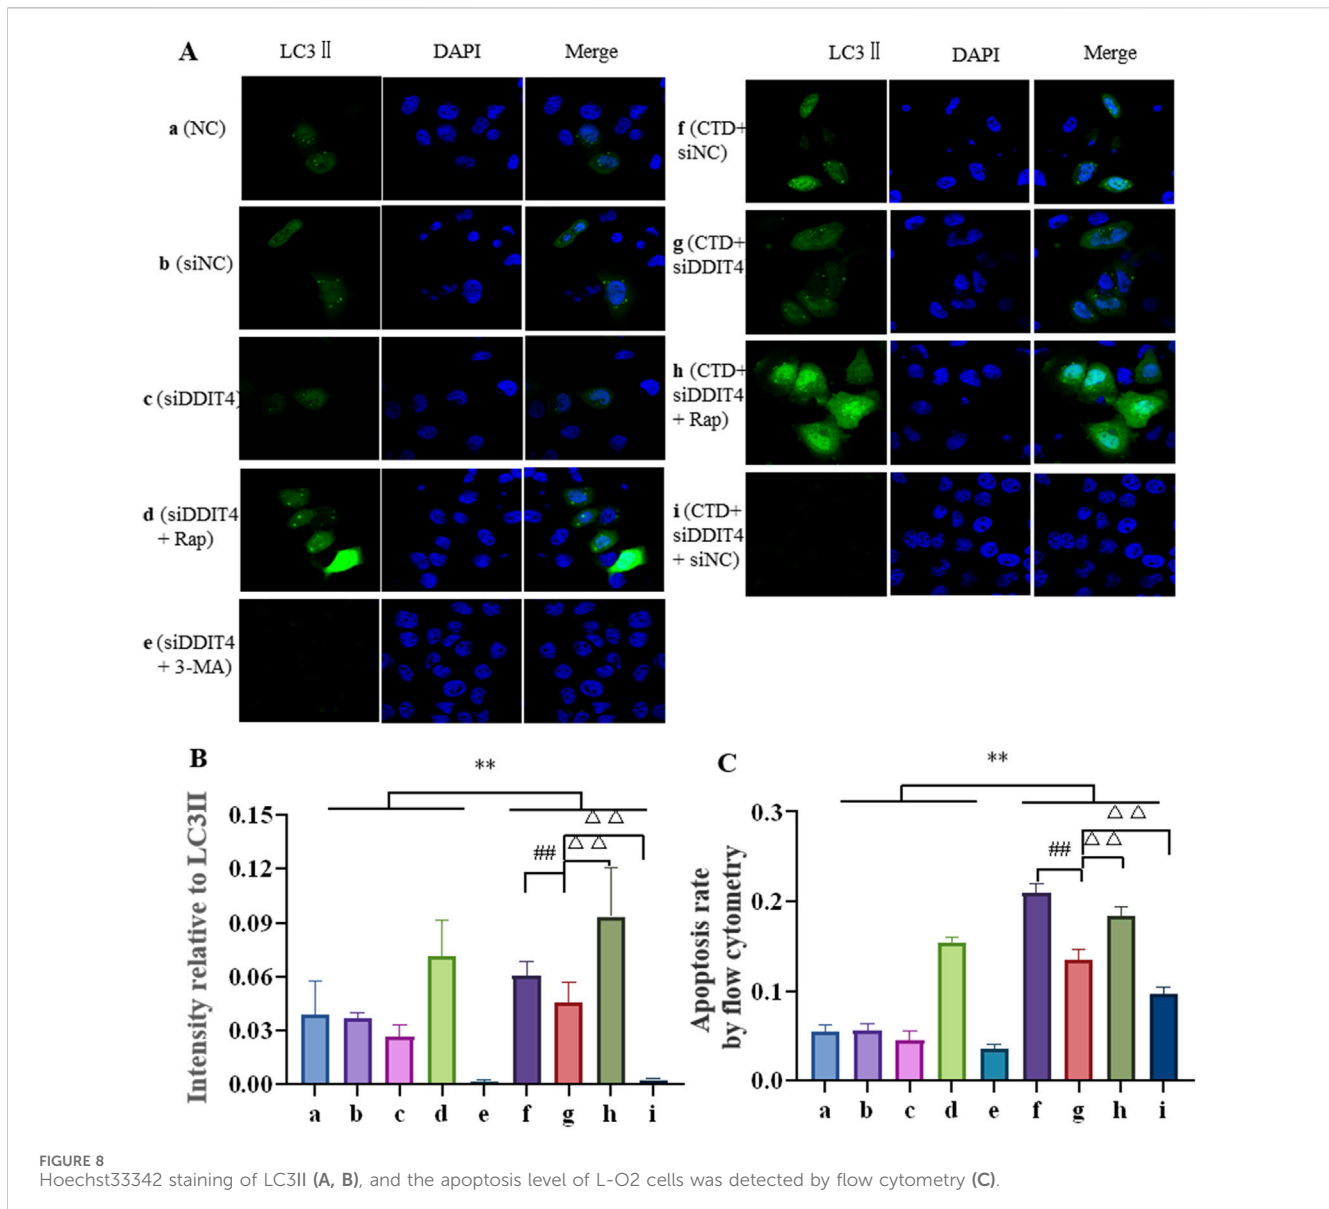 A
LC3 Ⅱ DAPI Merge
a (NC)
b (siNC)
c (siDDIT4)
d (siDDIT4
+ Rap)
e (siDDIT4
+ 3-MA)
LC3 Ⅱ DAPI Merge
f (CTD+
siNC)
g (CTD+
siDDIT4)
h (CTD+
siDDIT4
+ Rap)
i (CTD+
siDDIT4
+ siNC)
B
**
△ △
△ △
##
Intensity relative to LC3II
0.15
0.12
0.09
0.06
0.03
0.00
a b c d e f g h i
C
**
△ △
△ △
##
Apoptosis rate
by flow cytometry
0.3
0.2
0.1
0.0
a b c d e f g h i
FIGURE 8
Hoechst33342 staining of LC3II (A, B), and the apoptosis level of L-O2 cells was detected by flow cytometry (C).